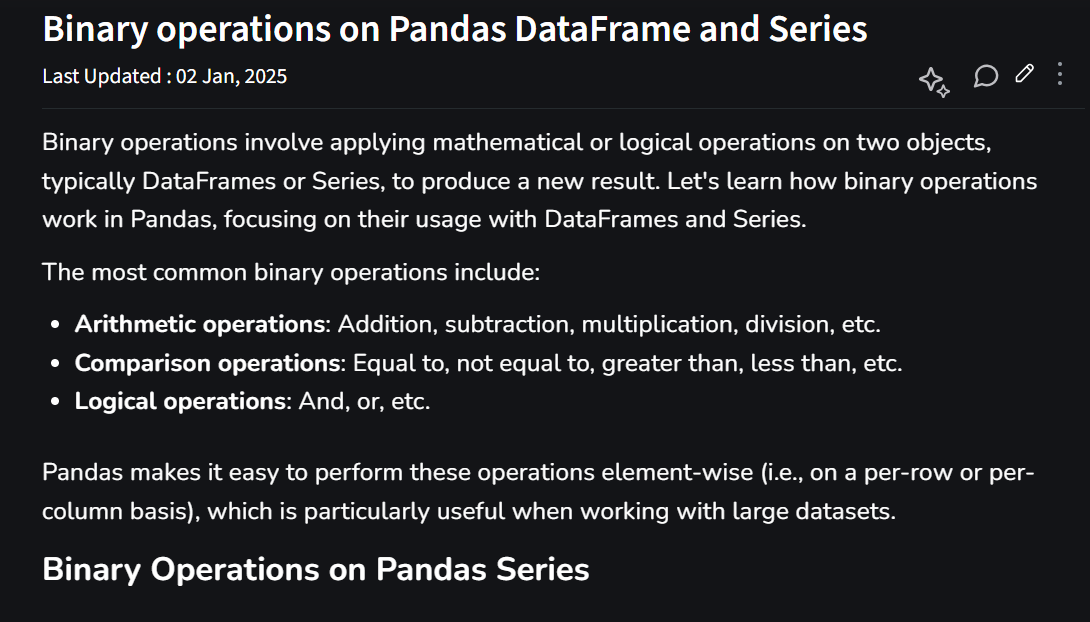 Binary operations on Pandas DataFrame and Series
Last Updated : 02 Jan, 2025
Binary operations involve applying mathematical or logical operations on two objects,
typically DataFrames or Series, to produce a new result. Let's learn how binary operations
work in Pandas, focusing on their usage with DataFrames and Series.
The most common binary operations include:
• Arithmetic operations: Addition, subtraction, multiplication, division, etc.
• Comparison operations: Equal to, not equal to, greater than, less than, etc.
• Logical operations: And, or, etc.
Pandas makes it easy to perform these operations element-wise (i.e., on a per-row or per-
column basis), which is particularly useful when working with large datasets.
Binary Operations on Pandas Series